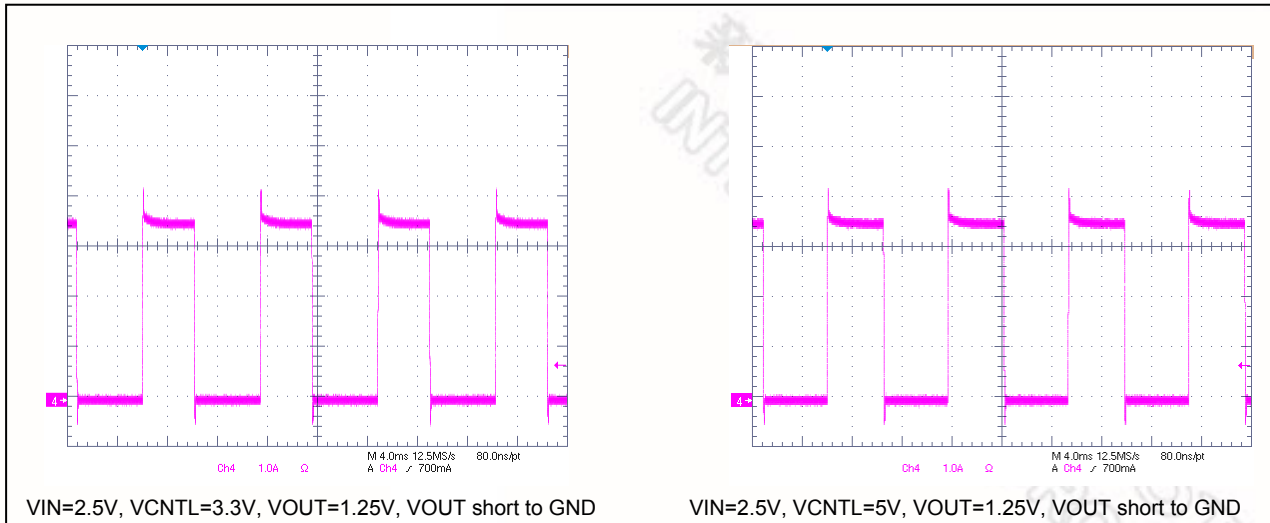 4
Ch4 1.0A Ω
M 4.0ms 12.5MS/s 80.0ns/pt
A Ch4 / 700mA
VIN=2.5V, VCNTL=3.3V, VOUT=1.25V, VOUT short to GND
4
Ch4 1.0A Ω
M 4.0ms 12.5MS/s 80.0ns/pt
A Ch4 / 700mA
VIN=2.5V, VCNTL=5V, VOUT=1.25V, VOUT short to GND